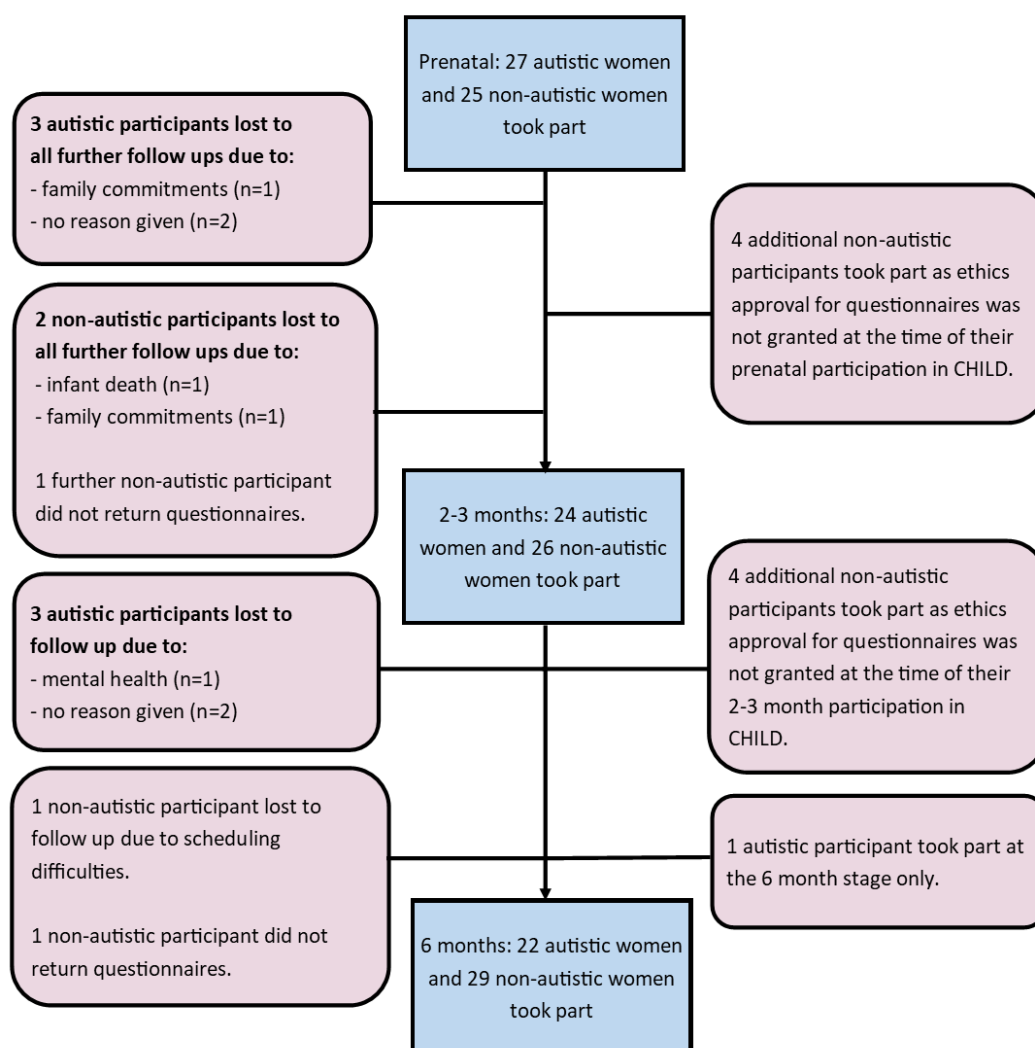 Prenatal: 27 autistic women
and 25 non-autistic women
took part
3 autistic participants lost to
all further follow ups due to:
- family commitments (n=1)
- no reason given (n=2)
4 additional non-autistic
participants took part as ethics
approval for questionnaires was
not granted at the time of their
prenatal participation in CHILD.
2 non-autistic participants lost to
all further follow ups due to:
- infant death (n=1)
- family commitments (n=1)
1 further non-autistic participant
did not return questionnaires.
2-3 months: 24 autistic
women and 26 non-autistic
women took part
3 autistic participants lost to
follow up due to:
- mental health (n=1)
- no reason given (n=2)
4 additional non-autistic
participants took part as ethics
approval for questionnaires was
not granted at the time of their
2-3 month participation in
CHILD.
1 non-autistic participant lost to
follow up due to scheduling
difficulties.
1 non-autistic participant did not
return questionnaires.
1 autistic participant took part at
the 6 month stage only.
6 months: 22 autistic women
and 29 non-autistic women
took part